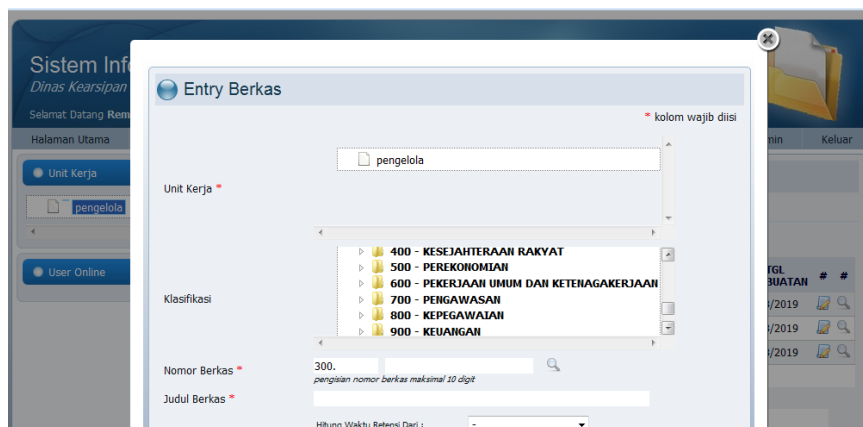 Sistem Info
Dinas Kearsipan
Selamat Datang Rem
Halaman Utama
min Keluar
Unit Kerja
pengelola
User Online
Entry Berkas
* kolom wajib diisi
Unit Kerja *
pengelola
Klasifikasi
400 - KESEJAHTERAAN RAKYAT
500 - PEREKONOMIAN
600 - PEKERJAAN UMUM DAN KETENAGAKERJAAN
700 - PENGAWASAN
800 - KEPEGAWAIAN
900 - KEUANGAN
Nomor Berkas *
300.
pengisian nomor berkas maksimal 10 digit
Judul Berkas *
Hitung Waktu Retensi Dari :
-
TGL
BUATAN # #
/2019
/2019
/2019